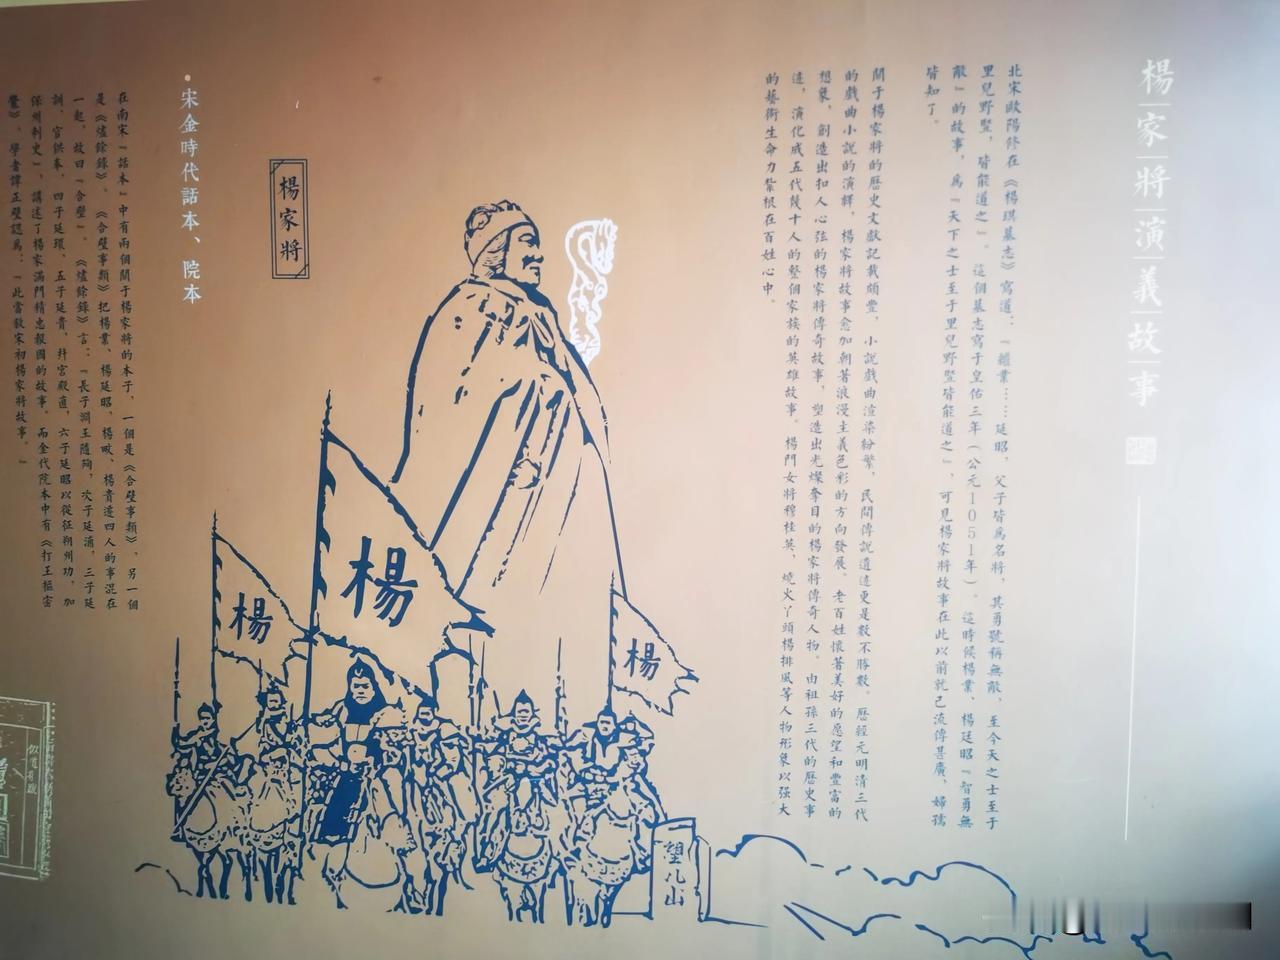 楊家將演義故事
北宋歐陽修在《楊琪墓志》寫道：『繼業……延昭，父子皆爲名將，其勇號稱無敵，至今天之士至于
里兒野豎，皆能道之』。這個墓志寫于皇佑三年（公元1051年）。這時候楊業、楊延昭『智勇無
敵』的故事，爲『天下之士至于里兒野豎皆能道之』，可見楊家將故事在此以前就已流傳甚廣，婦孺
皆知了。
關于楊家將的歷史文獻記載頗豐，小説戲曲渲染紛繁，民間傳説遺迹更是數不勝數。歷經元明清三代
的戲曲小説的演繹，楊家將故事愈加朝著浪漫主義色彩的方向發展。老百姓懷著美好的愿望和豐富的
想象，創造出扣人心弦的楊家將傳奇故事，塑造出光燦奪目的楊家將傳奇人物。由祖孫三代的歷史事
迹，演化成五代幾十人的整個家族的英雄故事。楊門女將穆桂英，燒火丫頭楊排風等人物形象以强大
的藝術生命力扎根在百姓心中。
楊家將
楊
楊
楊
望兒山
·宋金時代話本、院本
在南宋『話本』中有兩個關于楊家將的本子，一個是《合璧事類》，另一個
是《燼餘錄》。《合璧事類》把楊業、楊延昭、楊畋、楊貴遷四人的事混在
一起，故曰『合璧』。《燼餘錄》言：『長子淵王隨殉，次子延浦，三子延
訓，官供奉，四子延環，五子延貴，并官殿直，六子延昭以從征朔州功，加
保州刺史』，講述了楊家滿門精忠報國的故事。而金代院本中有《打王樞密
爨》，學者譚正璧認爲：『此當叙宋初楊家將故事。』